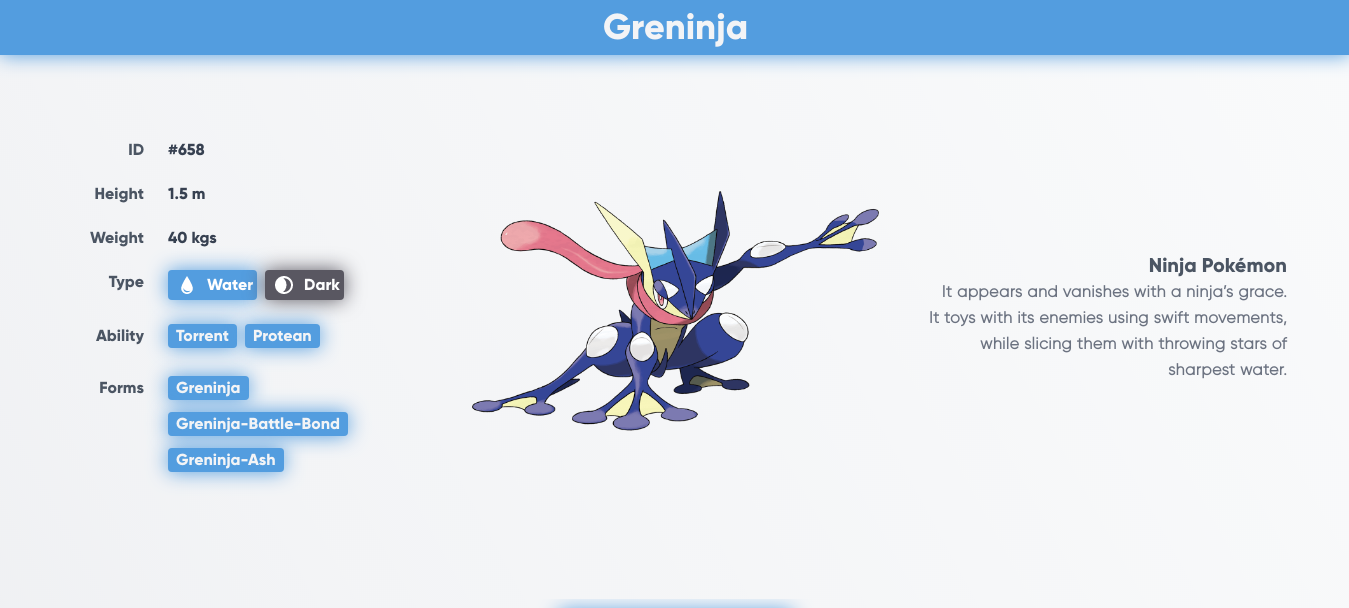 Greninja
ID #658
Height 1.5 m
Weight 40 kgs
Type Water Dark
Ability Torrent Protean
Forms Greninja
Greninja-Battle-Bond
Greninja-Ash
Ninja Pokémon
It appears and vanishes with a ninja’s grace.
It toys with its enemies using swift movements,
while slicing them with throwing stars of
sharpest water.